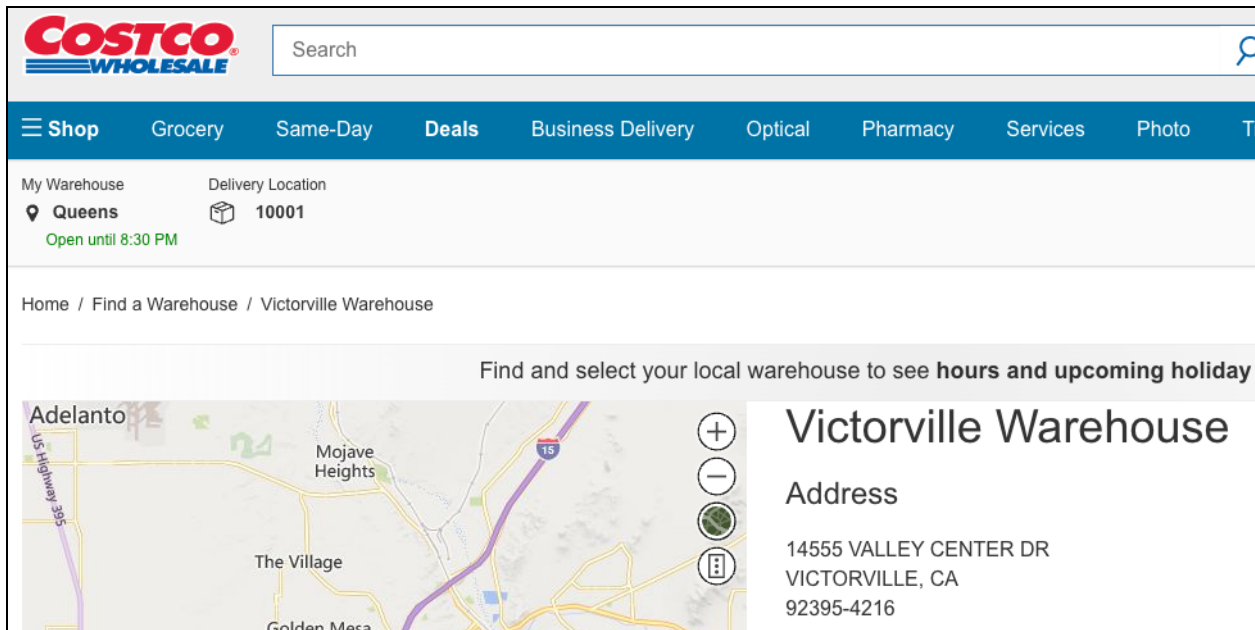 COSTCO
WHOLESALE
Search
Shop Grocery Same-Day Deals Business Delivery Optical Pharmacy Services Photo T
My Warehouse Delivery Location
Queens 10001
Open until 8:30 PM
Home / Find a Warehouse / Victorville Warehouse
Find and select your local warehouse to see hours and upcoming holiday
Adelanto
US Highway 395
Mojave
Heights
15
The Village
Golden Mesa
Victorville Warehouse
Address
14555 VALLEY CENTER DR
VICTORVILLE, CA
92395-4216